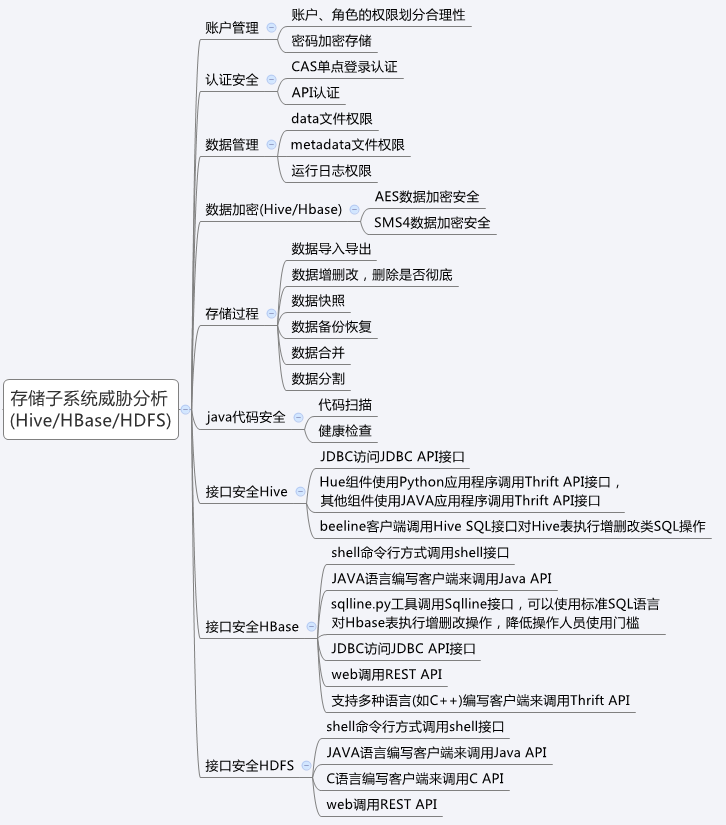 存储子系统威胁分析
(Hive/HBase/HDFS)
账户管理
账户、角色的权限划分合理性
密码加密存储
认证安全
CAS单点登录认证
API认证
数据管理
data文件权限
metadata文件权限
运行日志权限
数据加密(Hive/Hbase)
AES数据加密安全
SMS4数据加密安全
存储过程
数据导入导出
数据增删改，删除是否彻底
数据快照
数据备份恢复
数据合并
数据分割
java代码安全
代码扫描
健康检查
接口安全Hive
JDBC访问JDBC API接口
Hue组件使用Python应用程序调用Thrift API接口，
其他组件使用JAVA应用程序调用Thrift API接口
beeline客户端调用Hive SQL接口对Hive表执行增删改类SQL操作
接口安全HBase
shell命令行方式调用shell接口
JAVA语言编写客户端来调用Java API
sqlline.py工具调用Sqlline接口，可以使用标准SQL语言
对Hbase表执行增删改操作，降低操作人员使用门槛
JDBC访问JDBC API接口
web调用REST API
支持多种语言(如C++)编写客户端来调用Thrift API
接口安全HDFS
shell命令行方式调用shell接口
JAVA语言编写客户端来调用Java API
C语言编写客户端来调用C API
web调用REST API